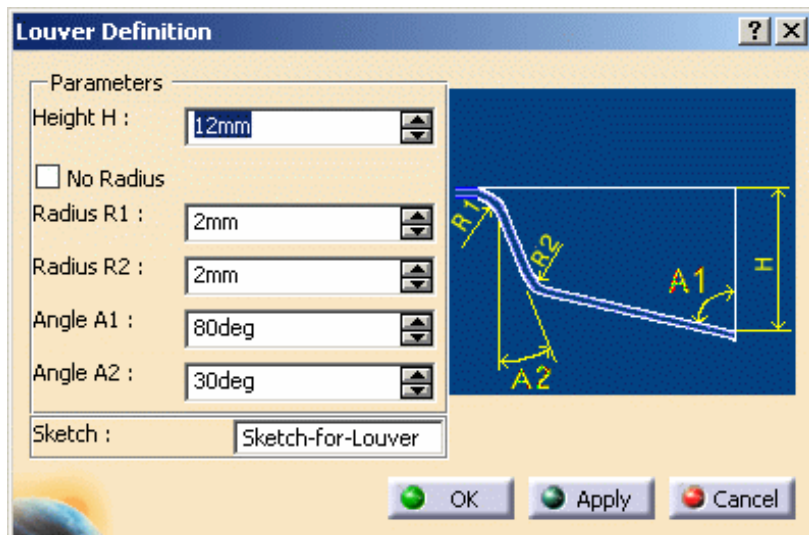 Louver Definition
Parameters
Height H :
12mm
No Radius
Radius R1 :
2mm
Radius R2 :
2mm
Angle A1 :
80deg
Angle A2 :
30deg
Sketch :
Sketch-for-Louver
R1
R2
H
A1
A2
OK
Apply
Cancel